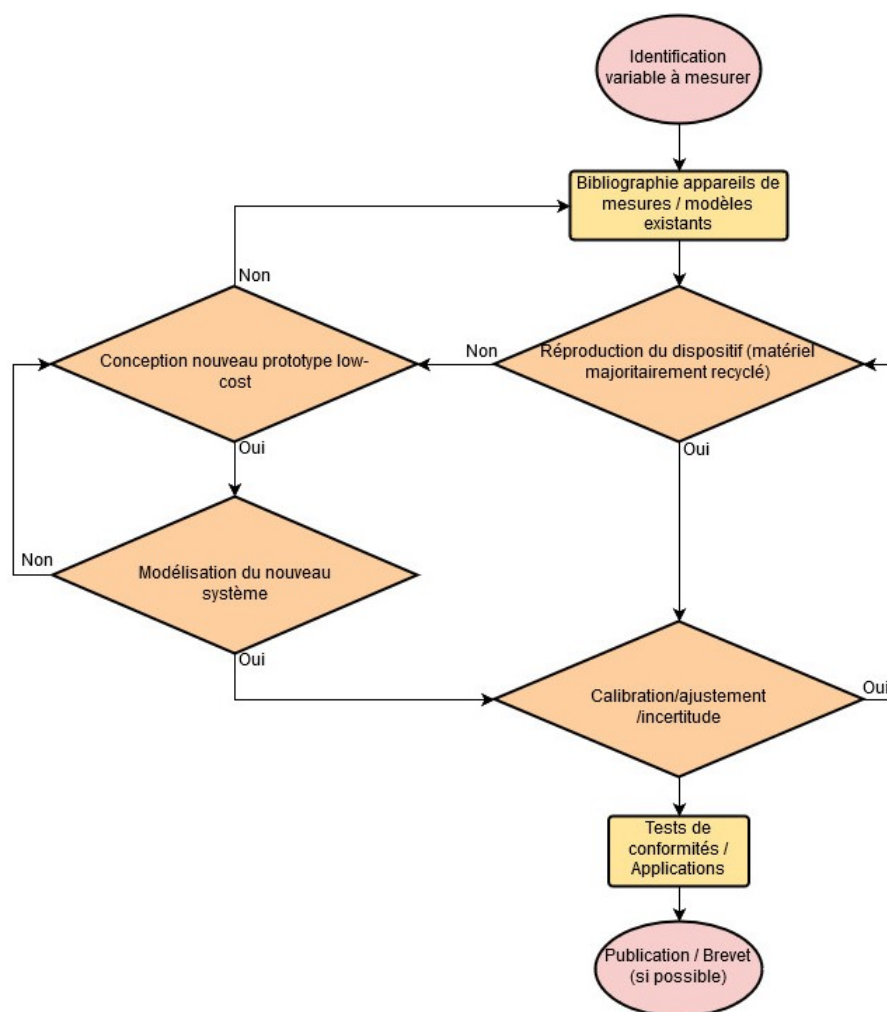 Identification
variable à mesurer
Bibliographie appareils de
mesures / modèles
existants
Non
Conception nouveau prototype low-
cost
Non
Réproduction du dispositif (matériel
majoritairement recyclé)
Oui
Oui
Non
Modélisation du nouveau
système
Oui
Calibration/ajustement
/incertitude
Oui
Tests de
conformités /
Applications
Publication / Brevet
(si possible)